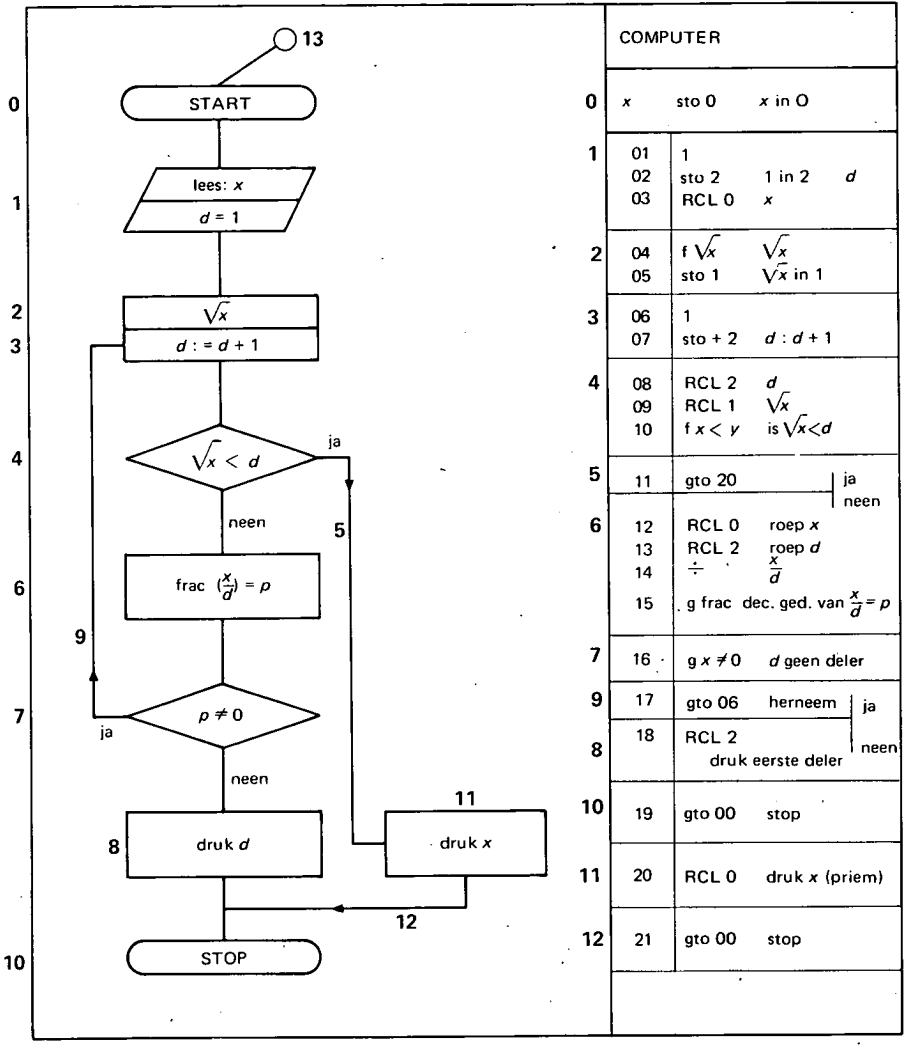 13
0
START
1
lees: x
d = 1
2
√x
3
d : = d + 1
4
√x < d
ja
neen
5
6
frac (x/d) = p
9
7
p ≠ 0
ja
neen
8
druk d
11
druk x
12
10
STOP
COMPUTER
0 x sto 0 x in O
1 01 1
02 sto 2 1 in 2 d
03 RCL 0 x
2 04 f √x √x
05 sto 1 √x in 1
3 06 1
07 sto + 2 d : d + 1
4 08 RCL 2 d
09 RCL 1 √x
10 f x < y is √x<d
5 11 gto 20 ja
neen
6 12 RCL 0 roep x
13 RCL 2 roep d
14 ÷ x/d
15 g frac dec. ged. van x/d = p
7 16 g x ≠ 0 d geen deler
9 17 gto 06 herneem ja
8 18 RCL 2 neen
druk eerste deler
10 19 gto 00 stop
11 20 RCL 0 druk x (priem)
12 21 gto 00 stop